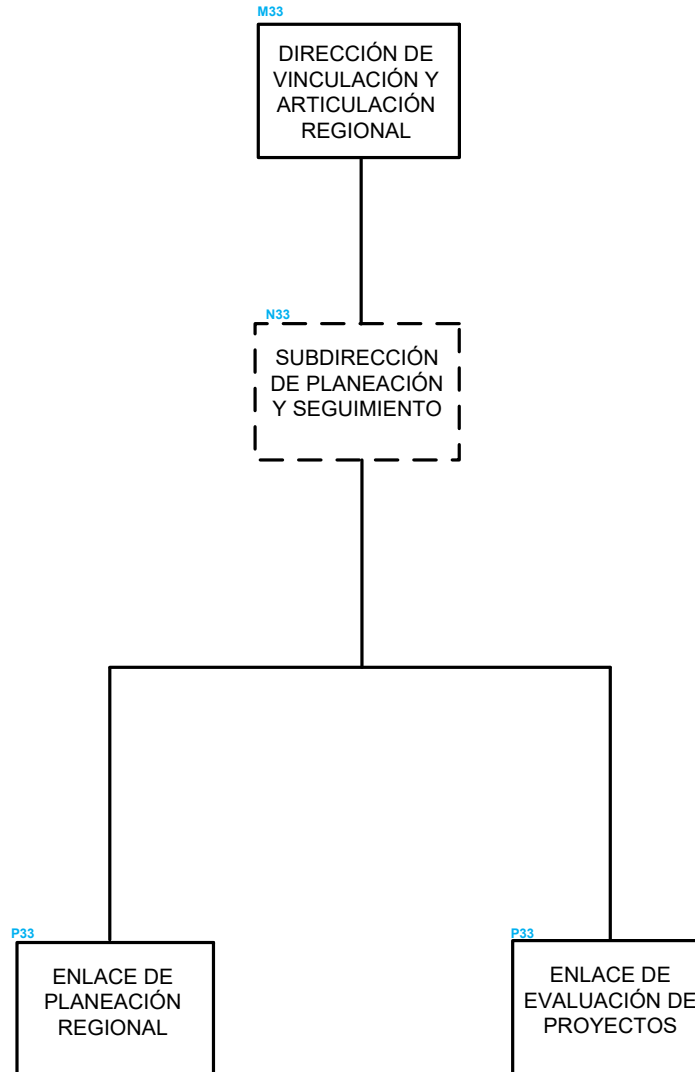 M33
DIRECCIÓN DE
VINCULACIÓN Y
ARTICULACIÓN
REGIONAL
N33
SUBDIRECCIÓN
DE PLANEACIÓN
Y SEGUIMIENTO
P33
ENLACE DE
PLANEACIÓN
REGIONAL
P33
ENLACE DE
EVALUACIÓN DE
PROYECTOS